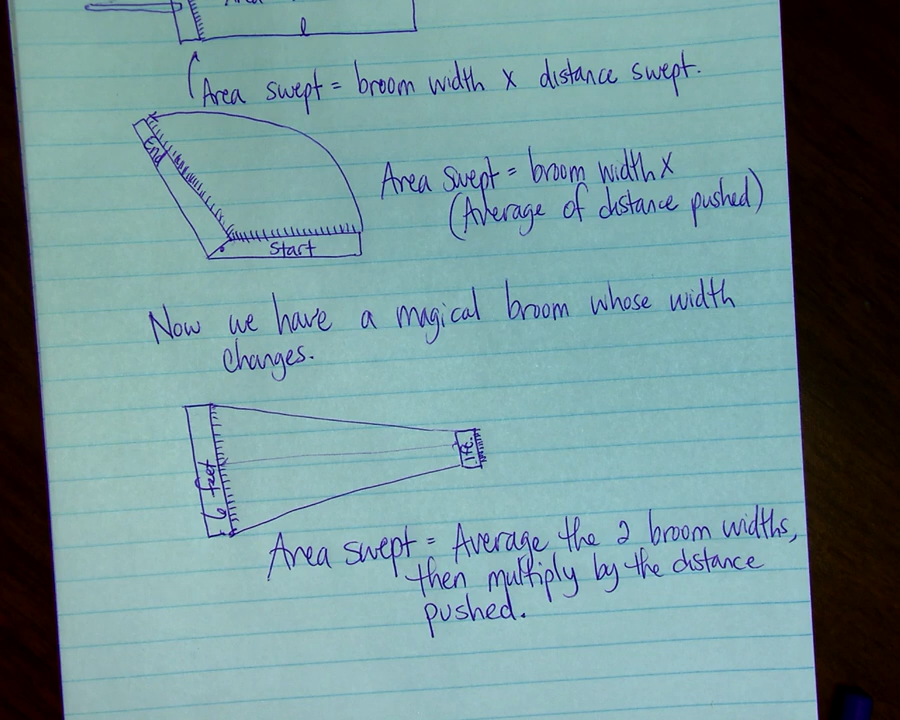 l
Area swept = broom width x distance swept.
End
Area swept = broom width x
(Average of distance pushed)
Start
Now we have a magical broom whose width
changes.
6 feet
Area swept = Average the 2 broom widths,
then multiply by the distance
pushed.